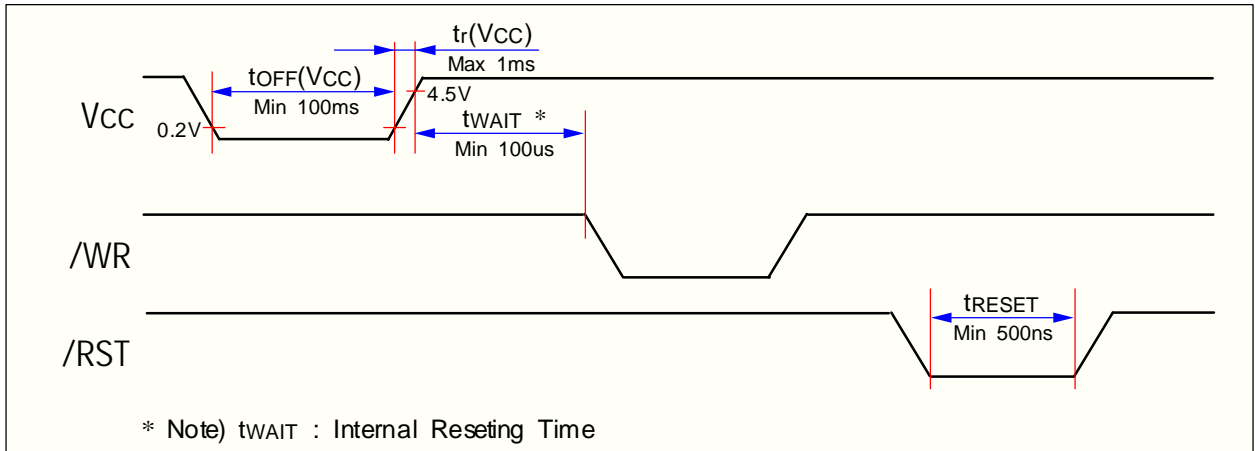 tr(VCC)
Max 1ms
tOFF(VCC)
Min 100ms
VCC
0.2V
4.5V
tWAIT *
Min 100us
/WR
tRESET
Min 500ns
/RST
* Note) tWAIT : Internal Reseting Time